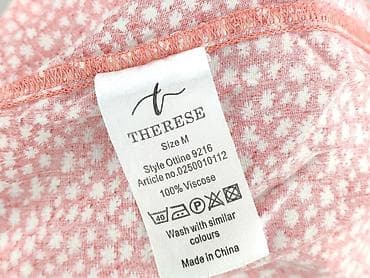 THERESE
Size M
Style Ottine 9216
Article no.0250010112
100% Viscose
40
Wash with similar
colours
Made in China